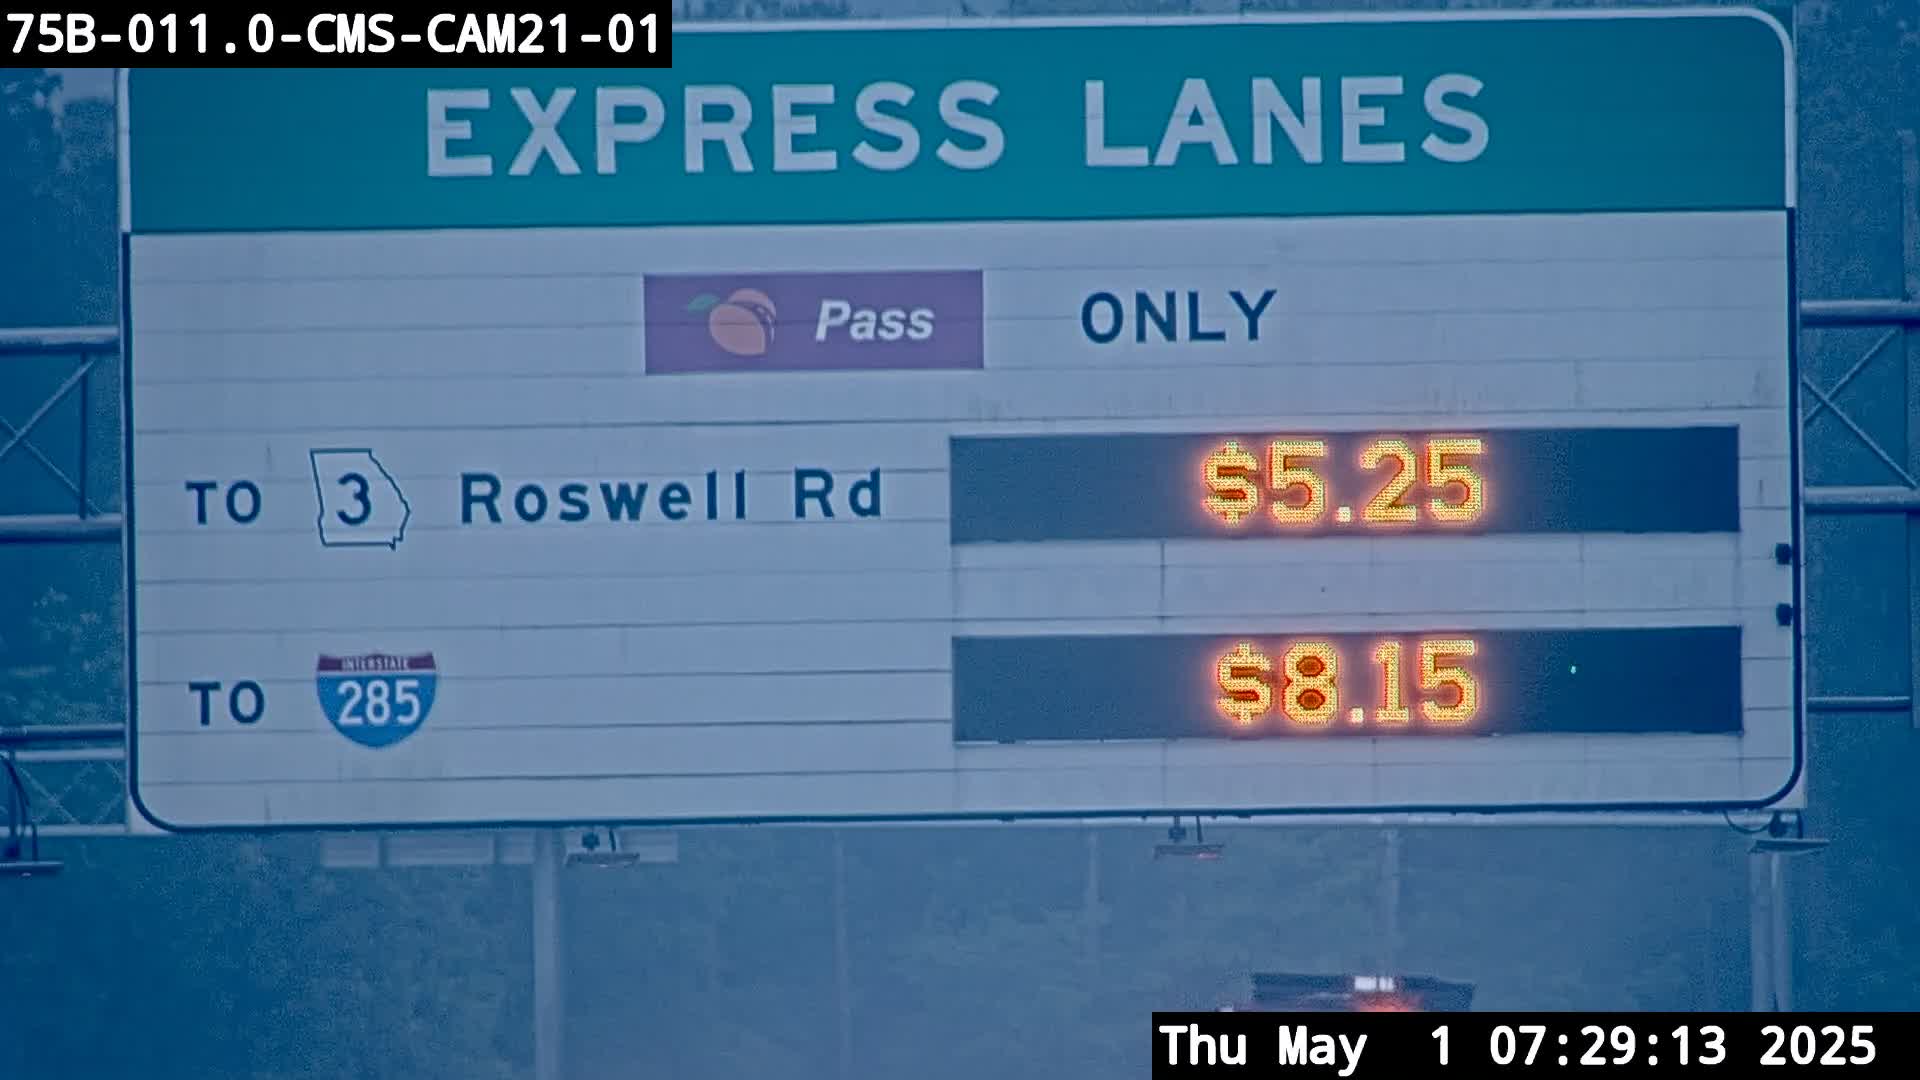 75B-011.0-CMS-CAM21-01
EXPRESS LANES
Pass ONLY
TO 3 Roswell Rd $5.25
TO INTERSTATE 285 $8.15
Thu May 1 07:29:13 2025